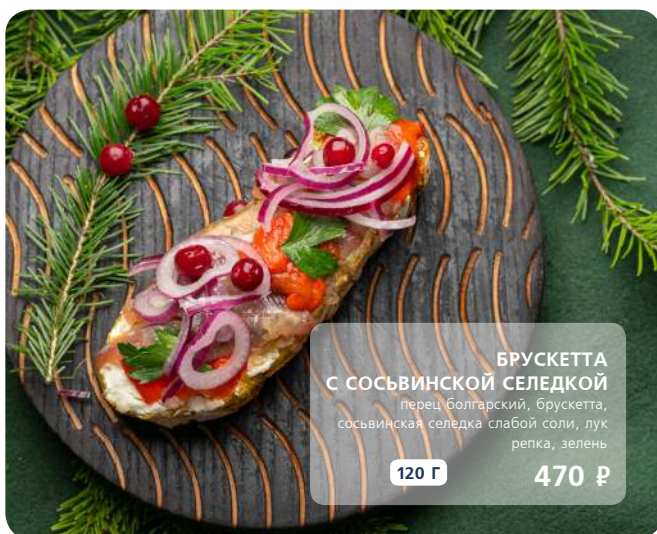 БРУСКЕТТА
С СОСЬВИНСКОЙ СЕЛЕДКОЙ
перец болгарский, брускетта,
сосьвинская селедка слабой соли, лук
репка, зелень
120 Г
470 ₽